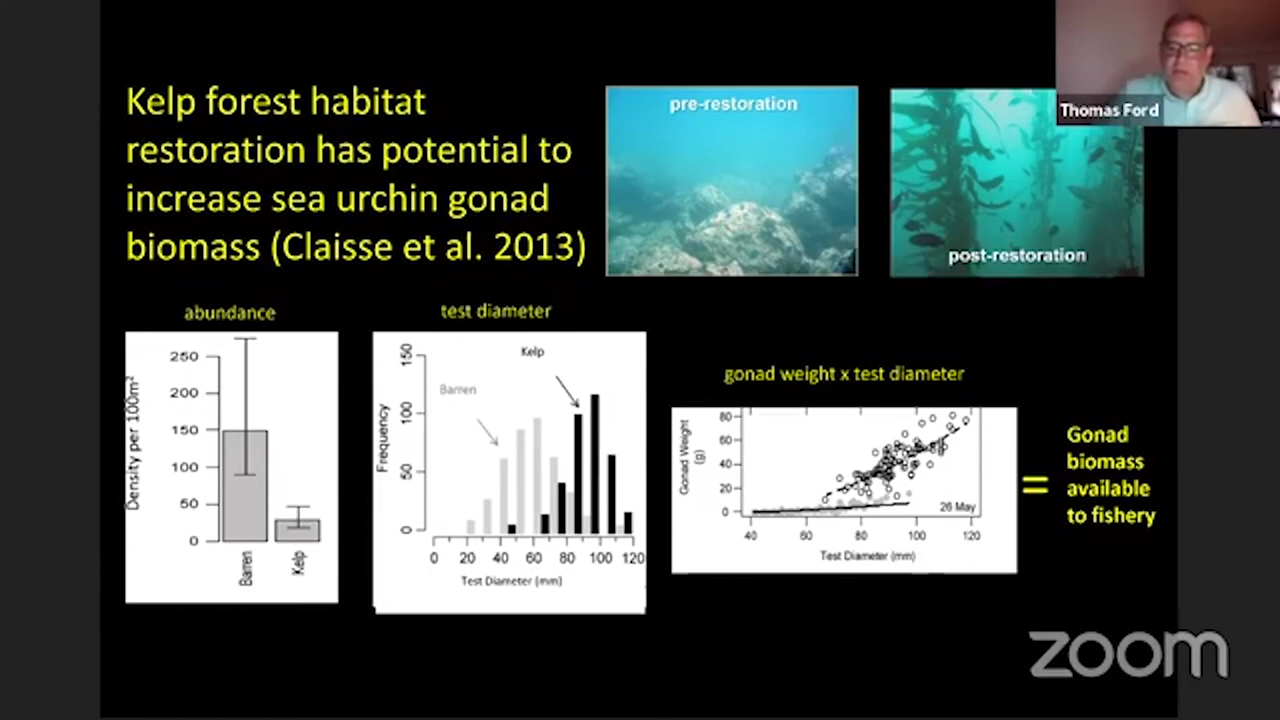 Thomas Ford
Kelp forest habitat
restoration has potential to
increase sea urchin gonad
biomass (Claisse et al. 2013)
pre-restoration
post-restoration
abundance
Density per 100m²
250
200
150
100
50
0
Barren
Kelp
test diameter
Frequency
150
100
50
0
Barren
Kelp
0 20 40 60 80 100 120
Test Diameter (mm)
gonad weight x test diameter
Gonad Weight
(g)
80
60
40
20
0
26 May
40 60 80 100 120
Test Diameter (mm)
=
Gonad
biomass
available
to fishery
zoom